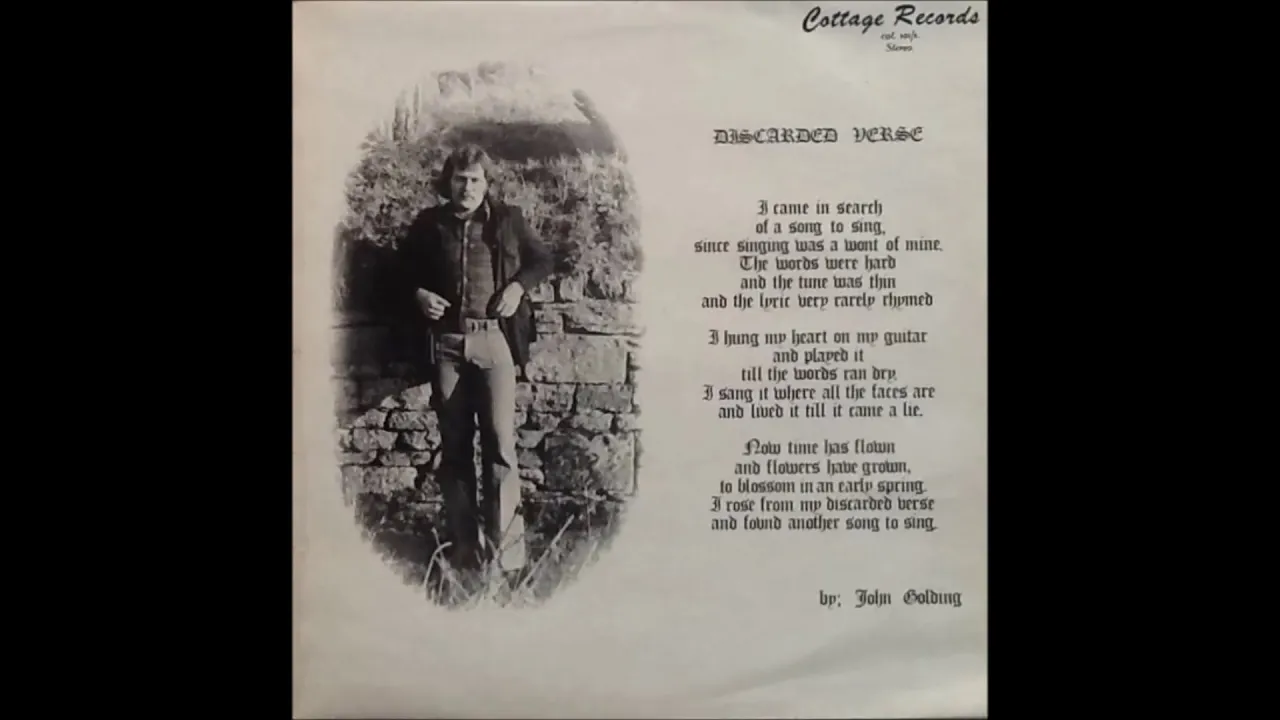 Cottage Records
Stereo.
DISCARDED VERSE
I came in search
of a song to sing,
since singing was a wont of mine.
The words were hard
and the tune was thin
and the lyric very rarely rhymed
I hung my heart on my guitar
and played it
till the words ran dry.
I sang it where all the faces are
and lived it till it came a lie.
Now time has flown
and flowers have grown,
to blossom in an early spring.
I rose from my discarded verse
and found another song to sing.
by; John Golding